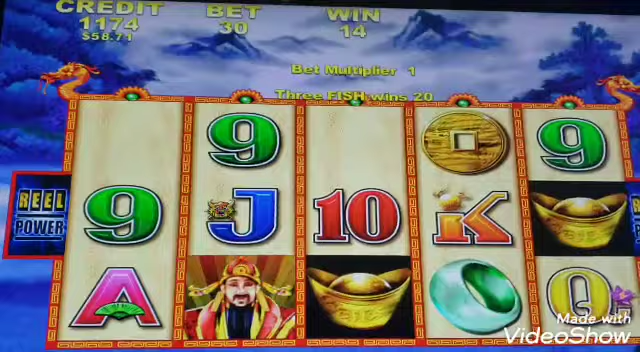 CREDIT BET WIN
1174 30 14
$58.71
Bet Multiplier 1
Three FISH wins 20
9 9
REEL POWER 9 J 10 K
A Q
Made with
VideoShow